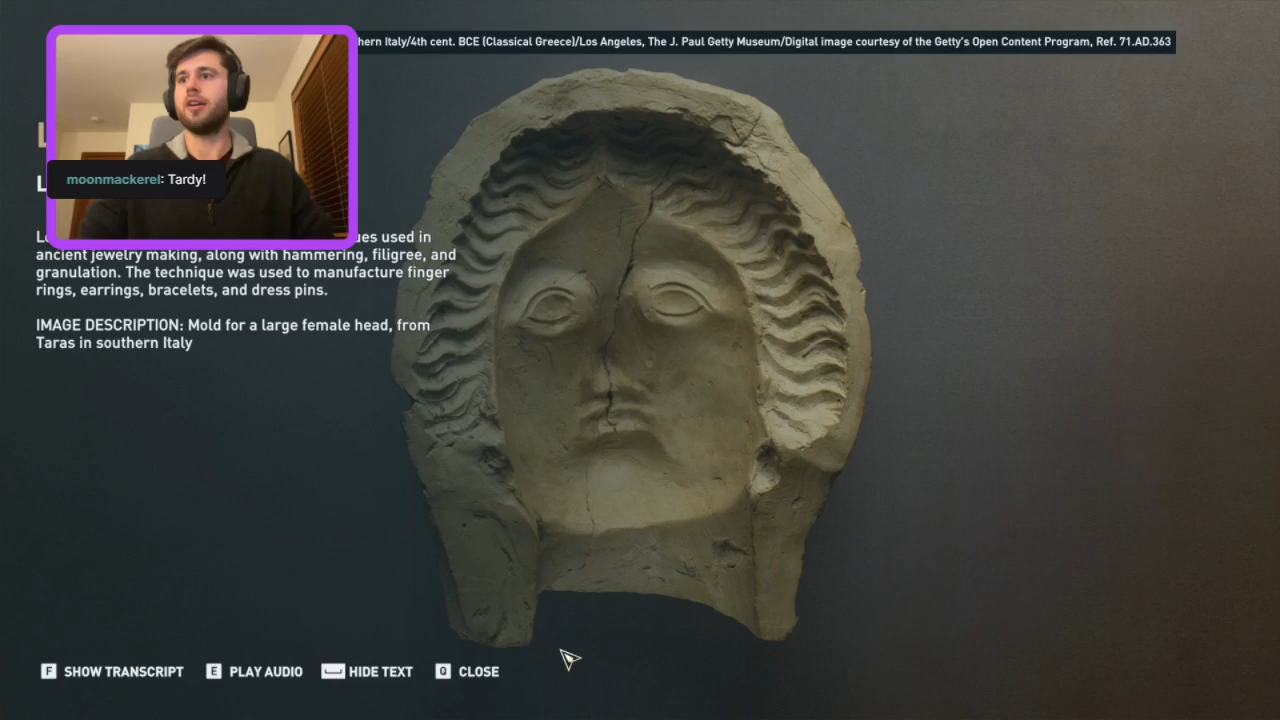 hern Italy/4th cent. BCE (Classical Greece)/Los Angeles, The J. Paul Getty Museum/Digital image courtesy of the Getty's Open Content Program, Ref. 71.AD.363
moonmackerel: Tardy!
L
L
Lo ues used in
ancient jewelry making, along with hammering, filigree, and
granulation. The technique was used to manufacture finger
rings, earrings, bracelets, and dress pins.
IMAGE DESCRIPTION: Mold for a large female head, from
Taras in southern Italy
F SHOW TRANSCRIPT E PLAY AUDIO HIDE TEXT Q CLOSE